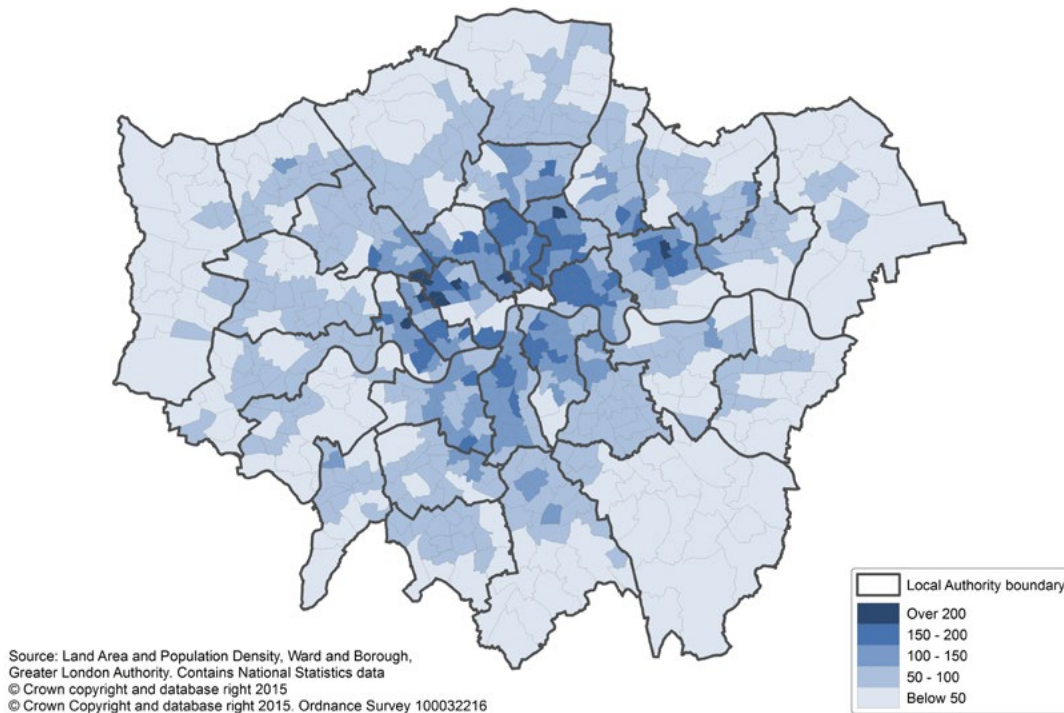 Local Authority boundary
Over 200
150 - 200
100 - 150
50 - 100
Below 50
Source: Land Area and Population Density, Ward and Borough,
Greater London Authority. Contains National Statistics data
© Crown copyright and database right 2015
© Crown Copyright and database right 2015. Ordnance Survey 100032216